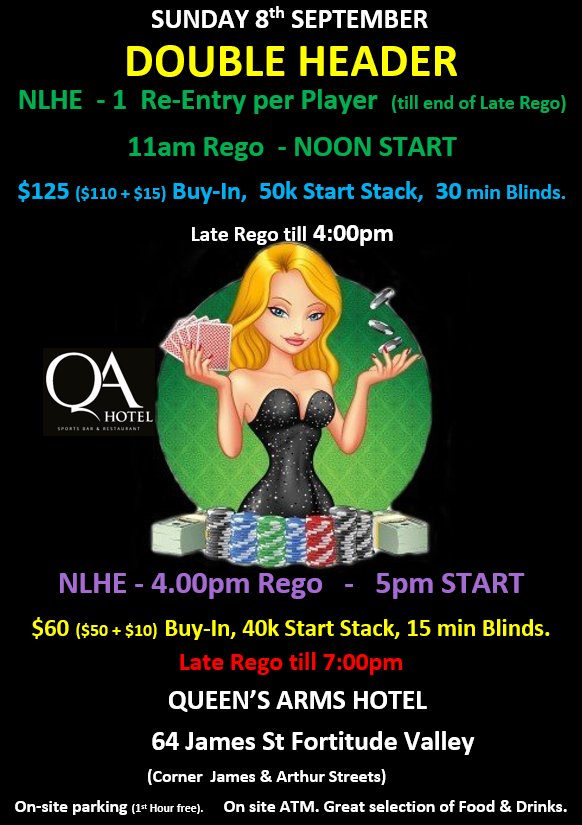 SUNDAY 8th SEPTEMBER
DOUBLE HEADER
NLHE - 1 Re-Entry per Player (till end of Late Rego)
11am Rego - NOON START
$125 ($110 + $15) Buy-In, 50k Start Stack, 30 min Blinds.
Late Rego till 4:00pm
QA
HOTEL
SPORTS BAR & RESTAURANT
NLHE - 4.00pm Rego - 5pm START
$60 ($50 + $10) Buy-In, 40k Start Stack, 15 min Blinds.
Late Rego till 7:00pm
QUEEN'S ARMS HOTEL
64 James St Fortitude Valley
(Corner James & Arthur Streets)
On-site parking (1st Hour free). On site ATM. Great selection of Food & Drinks.